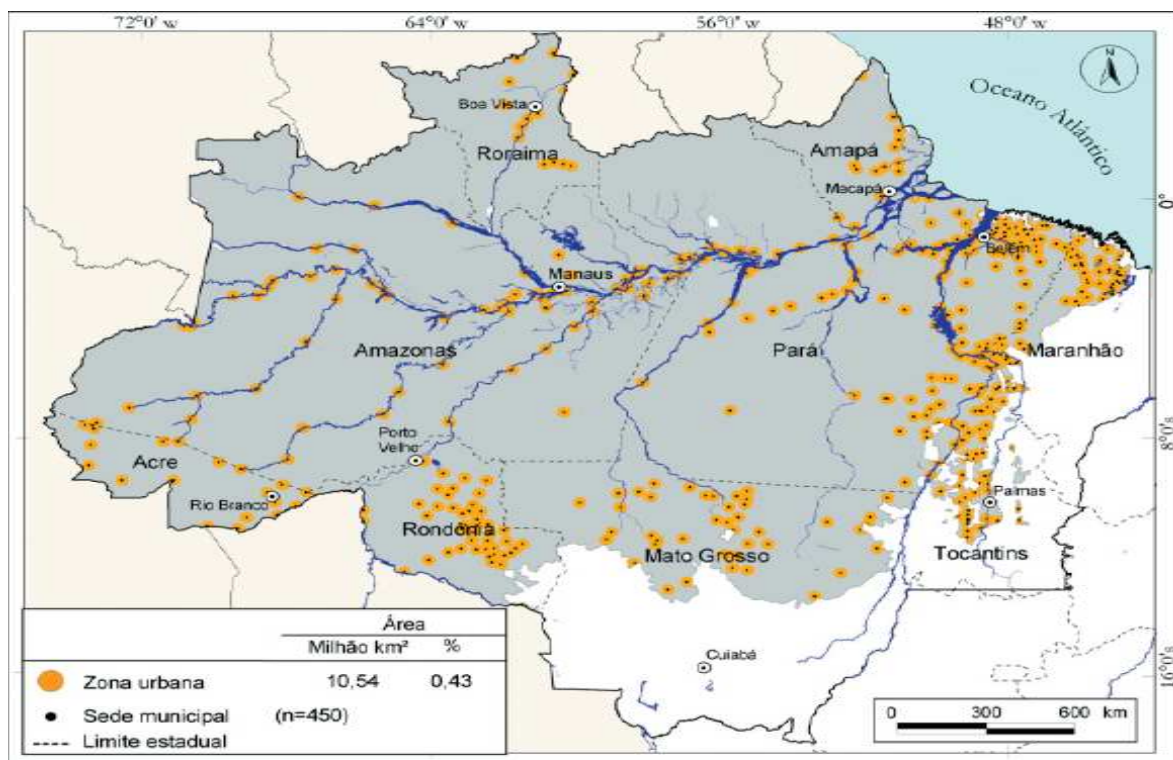 72°0' w 64°0' w 56°0' w 48°0' w
N
Oceano Atlántico
Boa Vista
Roraima
Amapá
Macapá
0°
Belém
Manaus
Amazonas
Pará
Maranhão
Porto
Velho
8°0's
Acre
Rio Branco
Palmas
Rondônia
Mato Grosso
Tocantins
Cuiabá
16°0's
Área
Milhão km² %
Zona urbana 10,54 0,43
Sede municipal (n=450)
Limite estadual
0 300 600 km